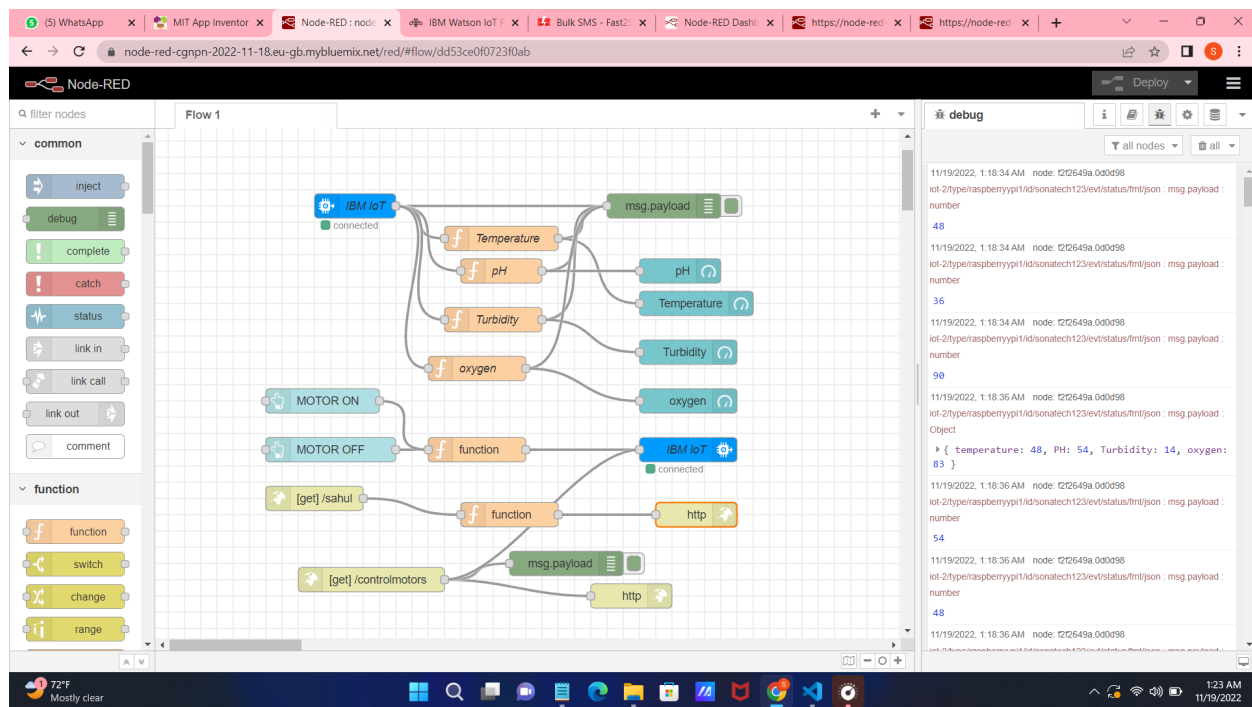 (5) WhatsApp
MIT App Inventor
Node-RED : node
IBM Watson IoT P
Bulk SMS - Fast2S
Node-RED Dashb
https://node-red
https://node-red
node-red-cgnpn-2022-11-18.eu-gb.mybluemix.net/red/#flow/dd53ce0f0723f0ab
S
Node-RED
Deploy
filter nodes
Flow 1
debug
i
common
all nodes
all
inject
debug
complete
catch
status
link in
link call
link out
comment
function
function
switch
change
range
IBM IoT
connected
msg.payload
Temperature
pH
pH
Temperature
Turbidity
Turbidity
oxygen
oxygen
MOTOR ON
MOTOR OFF
function
IBM IoT
connected
[get] /sahul
function
http
[get] /controlmotors
msg.payload
http
11/19/2022, 1:18:34 AM node: f2f2649a.0d0d98
iot-2/type/raspberrypi1/id/sonatech123/evt/status/fmt/json : msg.payload :
number
48
11/19/2022, 1:18:34 AM node: f2f2649a.0d0d98
iot-2/type/raspberrypi1/id/sonatech123/evt/status/fmt/json : msg.payload :
number
36
11/19/2022, 1:18:34 AM node: f2f2649a.0d0d98
iot-2/type/raspberrypi1/id/sonatech123/evt/status/fmt/json : msg.payload :
number
90
11/19/2022, 1:18:36 AM node: f2f2649a.0d0d98
iot-2/type/raspberrypi1/id/sonatech123/evt/status/fmt/json : msg.payload :
Object
{ temperature: 48, PH: 54, Turbidity: 14, oxygen:
83 }
11/19/2022, 1:18:36 AM node: f2f2649a.0d0d98
iot-2/type/raspberrypi1/id/sonatech123/evt/status/fmt/json : msg.payload :
number
54
11/19/2022, 1:18:36 AM node: f2f2649a.0d0d98
iot-2/type/raspberrypi1/id/sonatech123/evt/status/fmt/json : msg.payload :
number
48
11/19/2022, 1:18:36 AM node: f2f2649a.0d0d98
1
72°F
Mostly clear
1:23 AM
11/19/2022